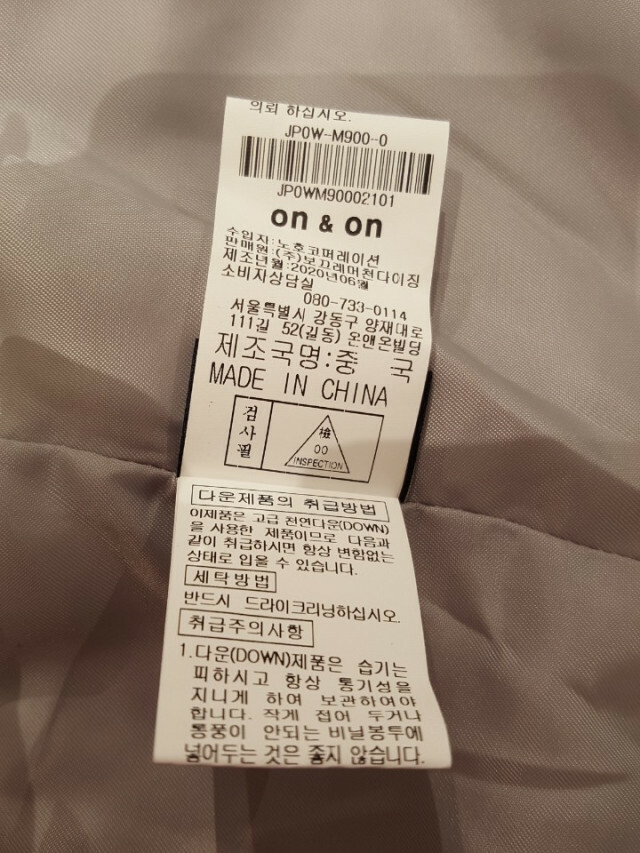 의뢰 하십시오.
JP0W-M900-0
JP0WM90002101
on & on
수입자:노호코퍼레이션
판매원:(주)보끄레머천다이징
제조년월:2020년06월
소비자상담실
080-733-0114
서울특별시 강동구 양재대로
111길 52(길동) 온앤온빌딩
제조국명:중 국
MADE IN CHINA
검사필
檢
00
INSPECTION
다운제품의 취급방법
이제품은 고급 천연다운(DOWN)
을 사용한 제품이므로 다음과
같이 취급하시면 항상 변함없는
상태로 입을 수 있습니다.
세탁방법
반드시 드라이크리닝하십시오.
취급주의사항
1.다운(DOWN)제품은 습기는
피하시고 항상 통기성을
지니게 하여 보관하여야
합니다. 작게 접어 두거나
통풍이 안되는 비닐봉투에
넣어두는 것은 좋지 않습니다.